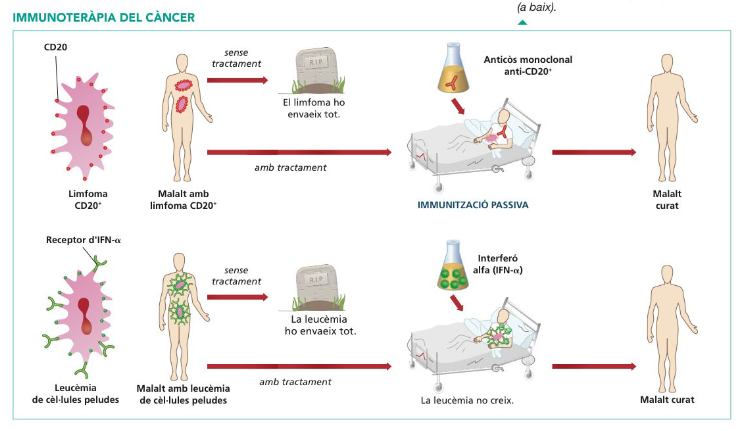 (a baix).
IMMUNOTERÀPIA DEL CÀNCER
CD20
sense
tractament
R.I.P
El limfoma ho
envaeix tot.
Anticòs monoclonal
anti-CD20⁺
amb tractament
Limfoma
CD20⁺
Malalt amb
limfoma CD20⁺
IMMUNITZACIÓ PASSIVA
Malalt
curat
Receptor d'IFN-α
sense
tractament
R.I.P
La leucèmia
ho envaeix tot.
Interferó
alfa (IFN-α)
amb tractament
Leucèmia
de cèl·lules peludes
Malalt amb leucèmia
de cèl·lules peludes
La leucèmia no creix.
Malalt curat